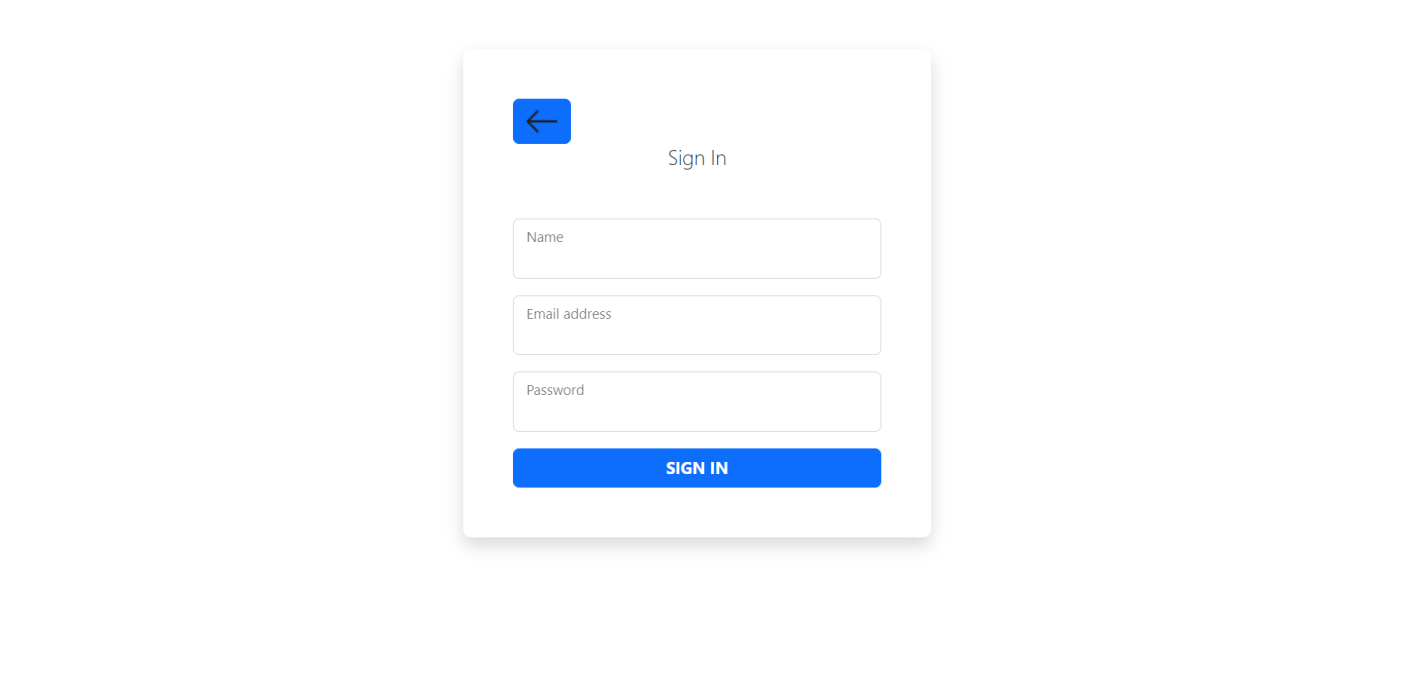 Sign In
Name
Email address
Password
SIGN IN